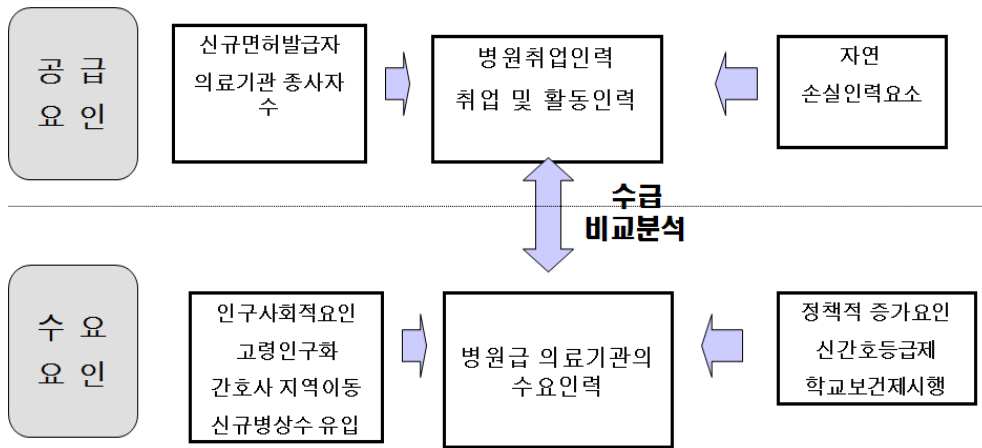 공 급
요 인
신규면허발급자
의료기관 종사자
수
병원취업인력
취업 및 활동인력
자연
손실인력요소
수급
비교분석
수 요
요 인
인구사회적요인
고령인구화
간호사 지역이동
신규병상수 유입
병원급 의료기관의
수요인력
정책적 증가요인
신간호등급제
학교보건제시행